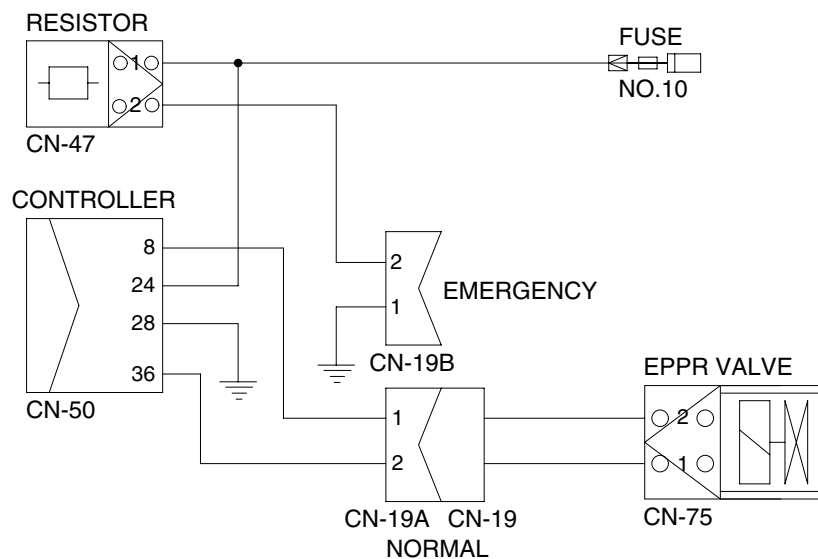 RESISTOR
1
2
CN-47
FUSE
NO.10
CONTROLLER
8
24
28
36
CN-50
2
1
EMERGENCY
CN-19B
1
2
CN-19A CN-19
NORMAL
EPPR VALVE
2
1
CN-75